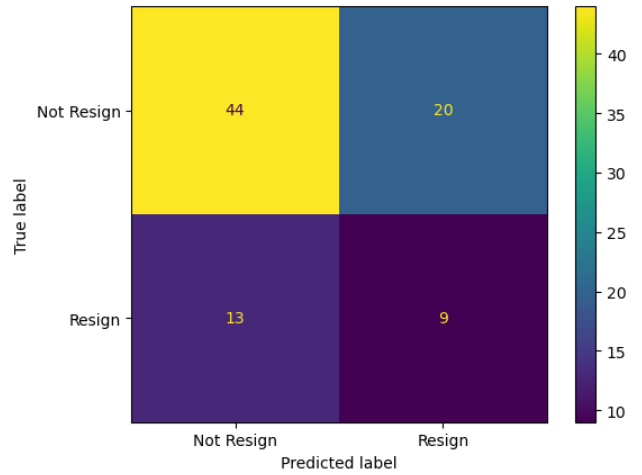 Not Resign
Resign
True label
44 20
13 9
Not Resign Resign
Predicted label
40
35
30
25
20
15
10